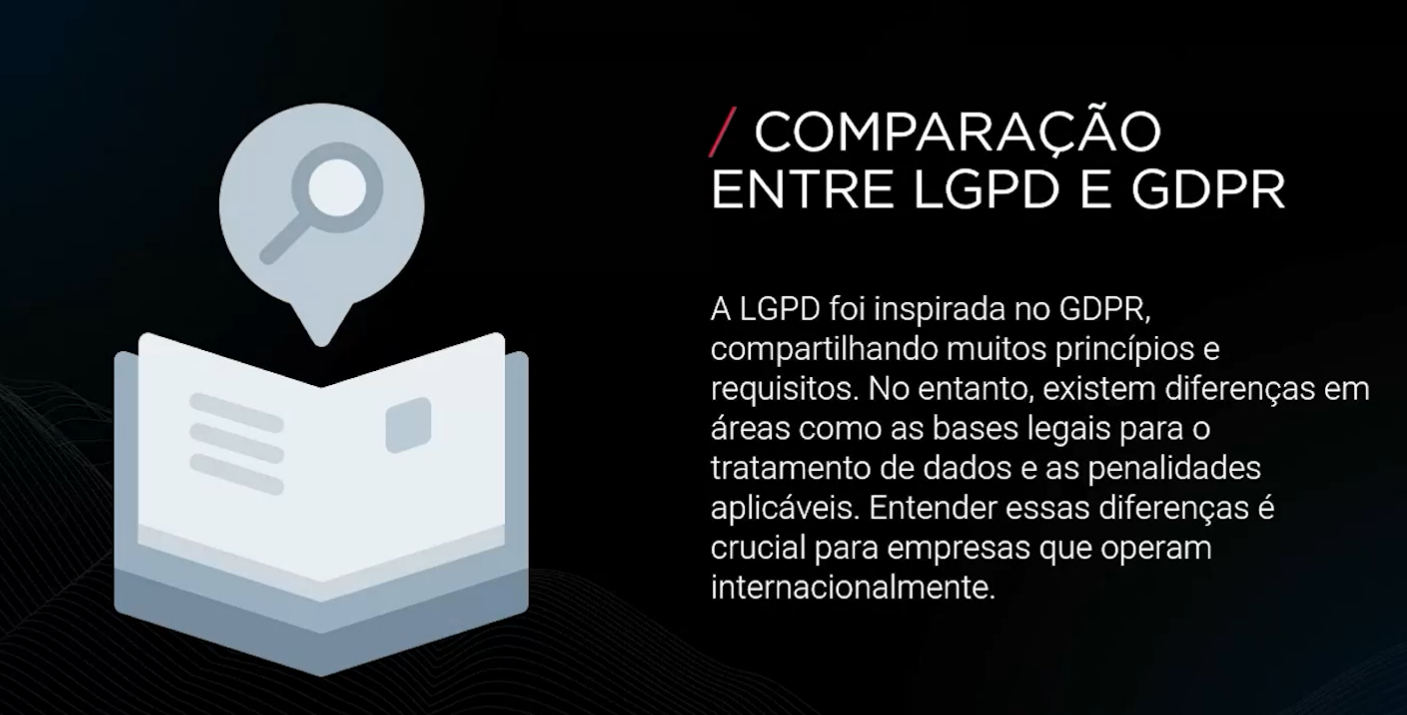 / COMPARAÇÃO
ENTRE LGPD E GDPR
A LGPD foi inspirada no GDPR,
compartilhando muitos princípios e
requisitos. No entanto, existem diferenças em
áreas como as bases legais para o
tratamento de dados e as penalidades
aplicáveis. Entender essas diferenças é
crucial para empresas que operam
internacionalmente.